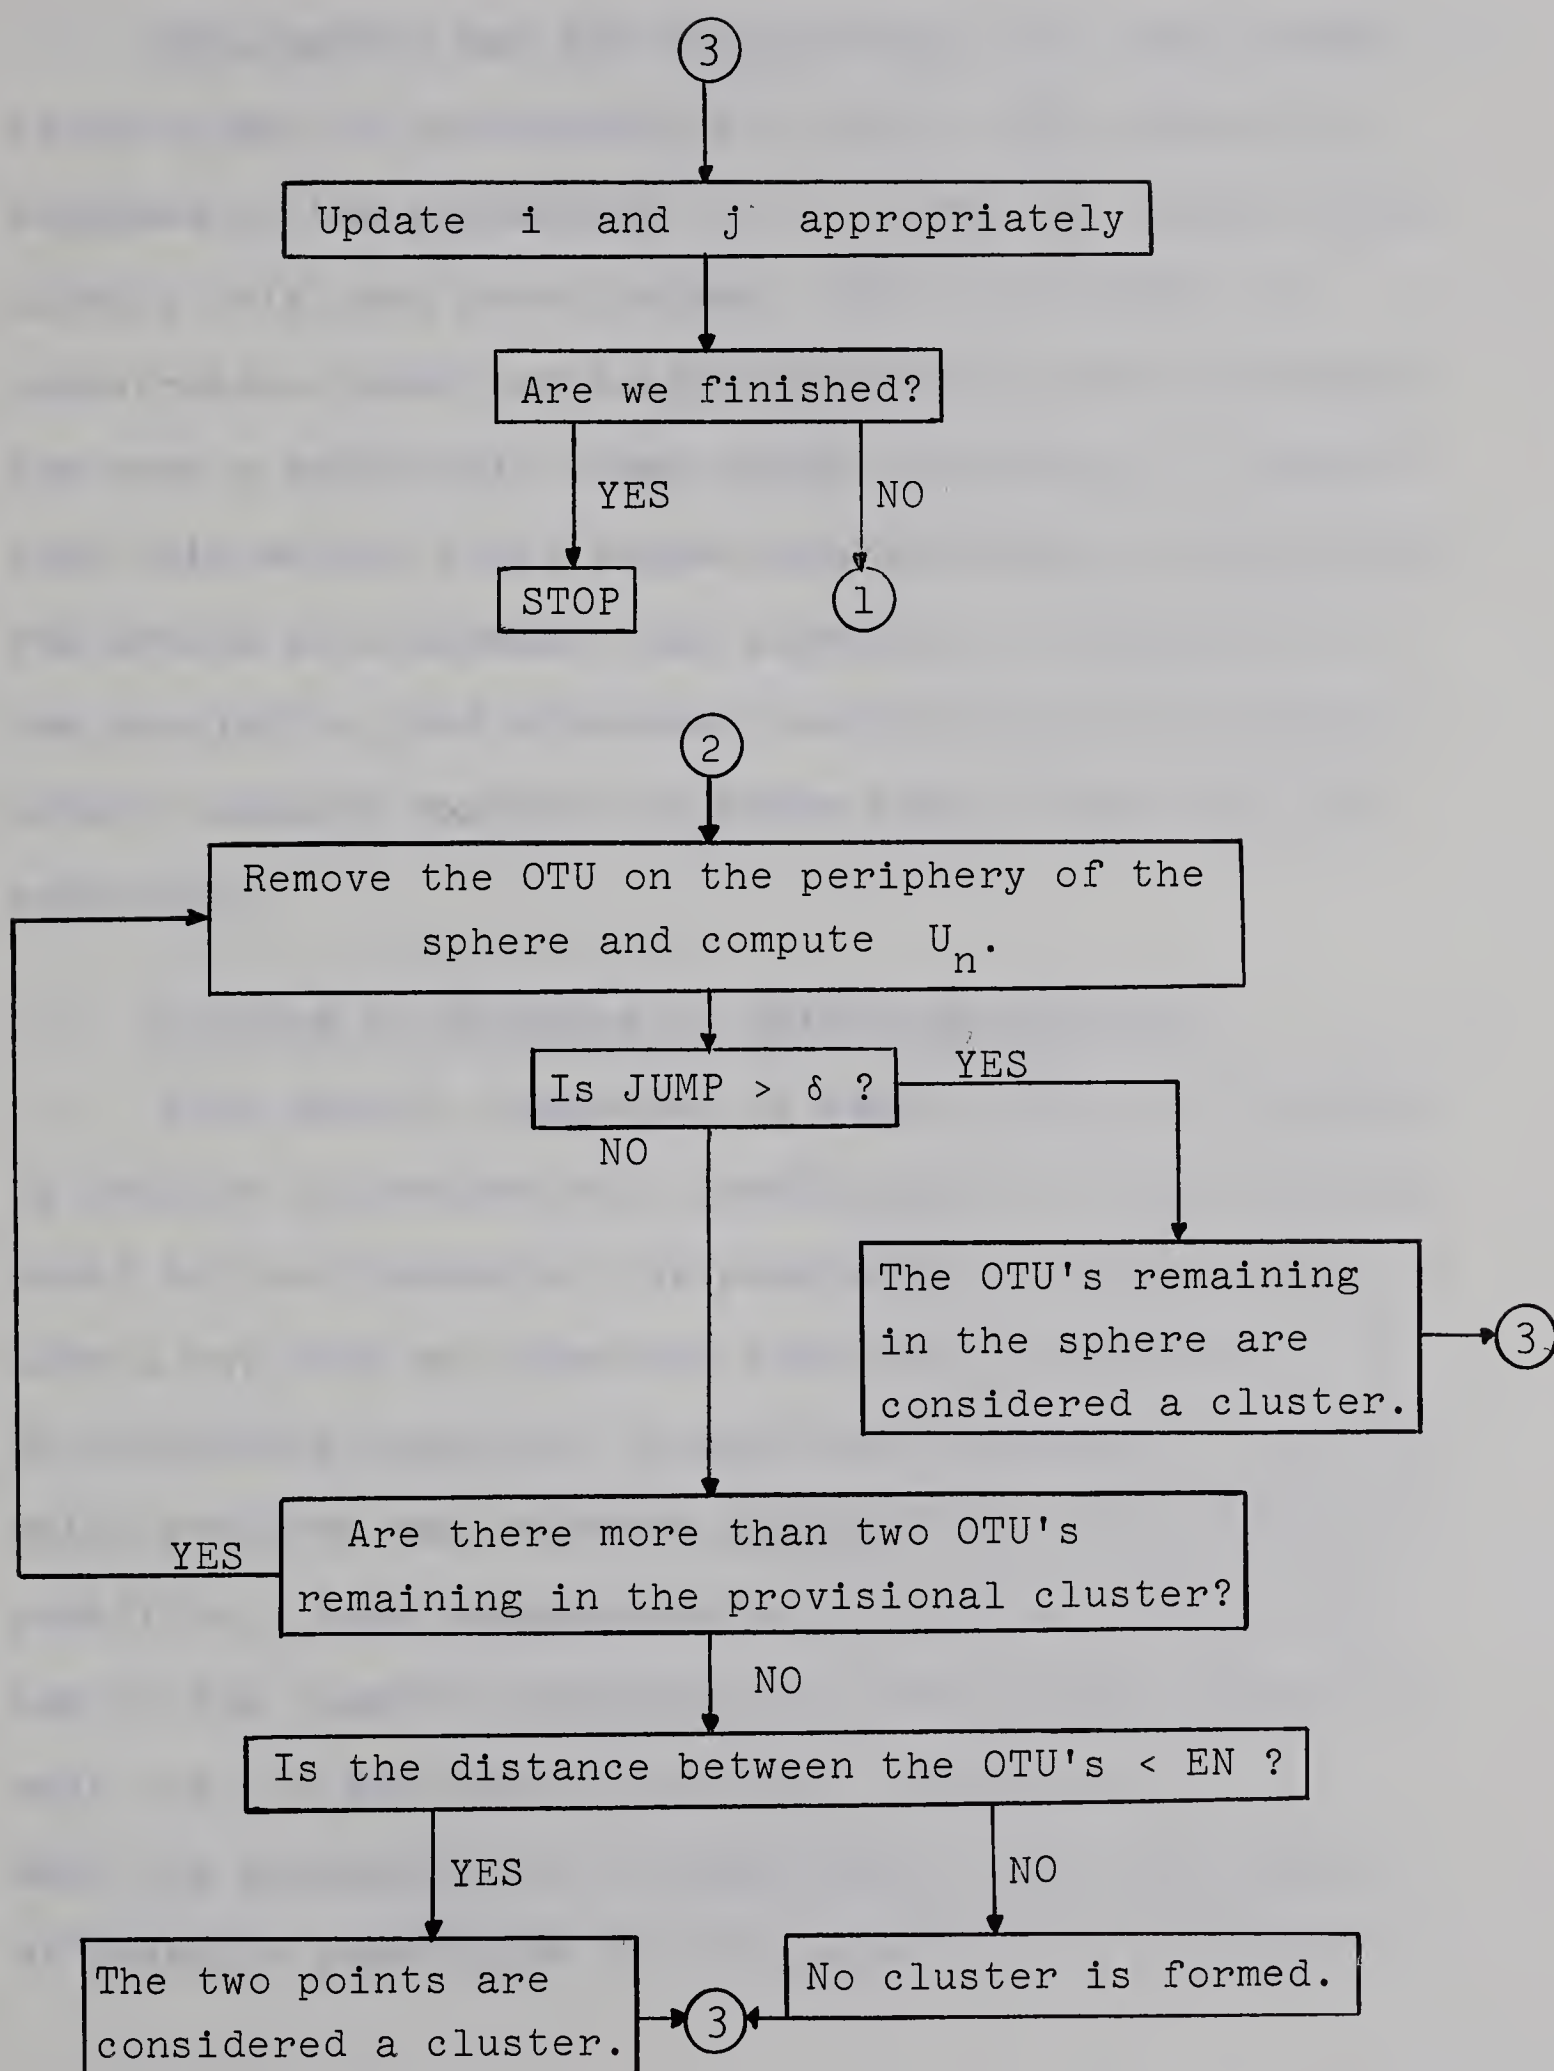 3
Update i and j appropriately
Are we finished?
YES
NO
STOP
1
2
Remove the OTU on the periphery of the
sphere and compute U_n.
Is JUMP > δ ?
YES
NO
The OTU's remaining
in the sphere are
considered a cluster.
3
Are there more than two OTU's
remaining in the provisional cluster?
YES
NO
Is the distance between the OTU's < EN ?
YES
NO
The two points are
considered a cluster.
3
No cluster is formed.